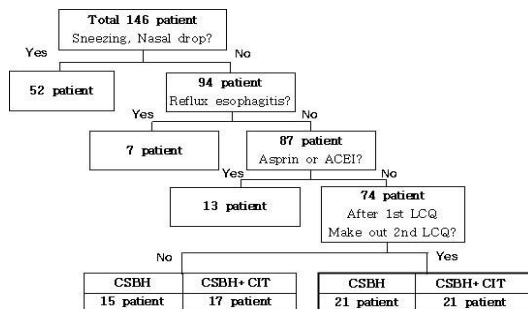 Total 146 patient
Sneezing, Nasal drop?
Yes No
52 patient
94 patient
Reflux esophagitis?
Yes No
7 patient
87 patient
Asprin or ACEI?
Yes No
13 patient
74 patient
After 1st LCQ
Make out 2nd LCQ?
No Yes
CSBH CSBH+CIT CSBH CSBH+CIT
15 patient 17 patient 21 patient 21 patient